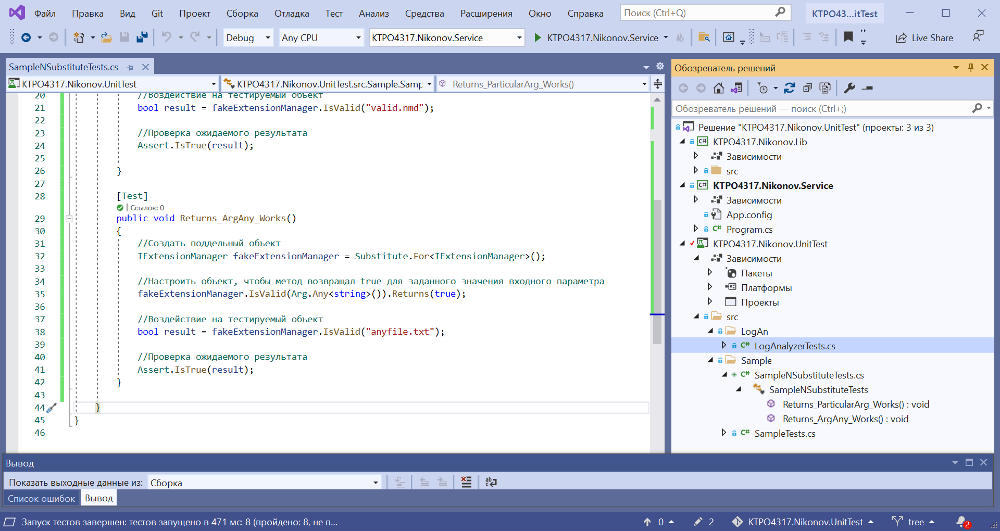 Файл Правка Вид Git Проект Сборка Отладка Тест Анализ Средства Расширения Окно Справка Поиск (Ctrl+Q) KTPO43...itTest
Debug Any CPU KTPO4317.Nikonov.Service KTPO4317.Nikonov.Service Live Share
SampleNSubstituteTests.cs
KTPO4317.Nikonov.UnitTest KTPO4317.Nikonov.UnitTest.src.Sample.Samp Returns_ParticularArg_Works()
20 //Воздействие на тестируемый объект
21 bool result = fakeExtensionManager.IsValid("valid.nmd");
22
23 //Проверка ожидаемого результата
24 Assert.IsTrue(result);
25
26 }
27
28 [Test]
Ссылок: 0
29 public void Returns_ArgAny_Works()
30 {
31 //Создать поддельный объект
32 IExtensionManager fakeExtensionManager = Substitute.For<IExtensionManager>();
33
34 //Настроить объект, чтобы метод возвращал true для заданного значения входного параметра
35 fakeExtensionManager.IsValid(Arg.Any<string>()).Returns(true);
36
37 //Воздействие на тестируемый объект
38 bool result = fakeExtensionManager.IsValid("anyfile.txt");
39
40 //Проверка ожидаемого результата
41 Assert.IsTrue(result);
42 }
43
44 }
45 }
46
Обозреватель решений
Обозреватель решений — поиск (Ctrl+;)
Решение "KTPO4317.Nikonov.UnitTest" (проекты: 3 из 3)
C# KTPO4317.Nikonov.Lib
Зависимости
src
C# KTPO4317.Nikonov.Service
Зависимости
App.config
C# Program.cs
KTPO4317.Nikonov.UnitTest
Зависимости
Пакеты
Платформы
Проекты
src
LogAn
C# LogAnalyzerTests.cs
Sample
C# SampleNSubstituteTests.cs
SampleNSubstituteTests
Returns_ParticularArg_Works() : void
Returns_ArgAny_Works() : void
C# SampleTests.cs
Вывод
Показать выходные данные из: Сборка
Список ошибок Вывод
Запуск тестов завершен: тестов запущено в 471 мс: 8 (пройдено: 8, не п... 0 2 KTPO4317.Nikonov.UnitTest tree 2